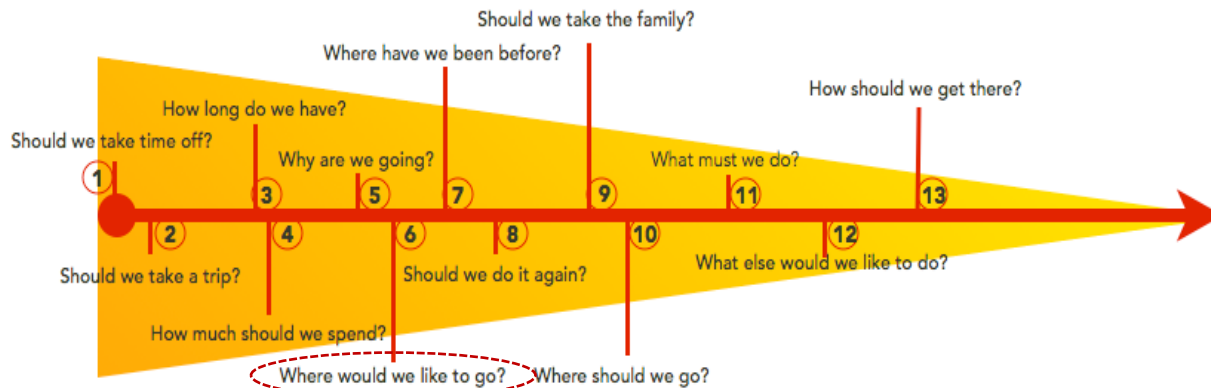 Should we take the family?
Where have we been before?
How should we get there?
How long do we have?
Should we take time off?
Why are we going?
What must we do?
1
3
5
7
9
11
13
2
4
6
8
10
12
Should we take a trip?
Should we do it again?
What else would we like to do?
How much should we spend?
Where would we like to go?
Where should we go?